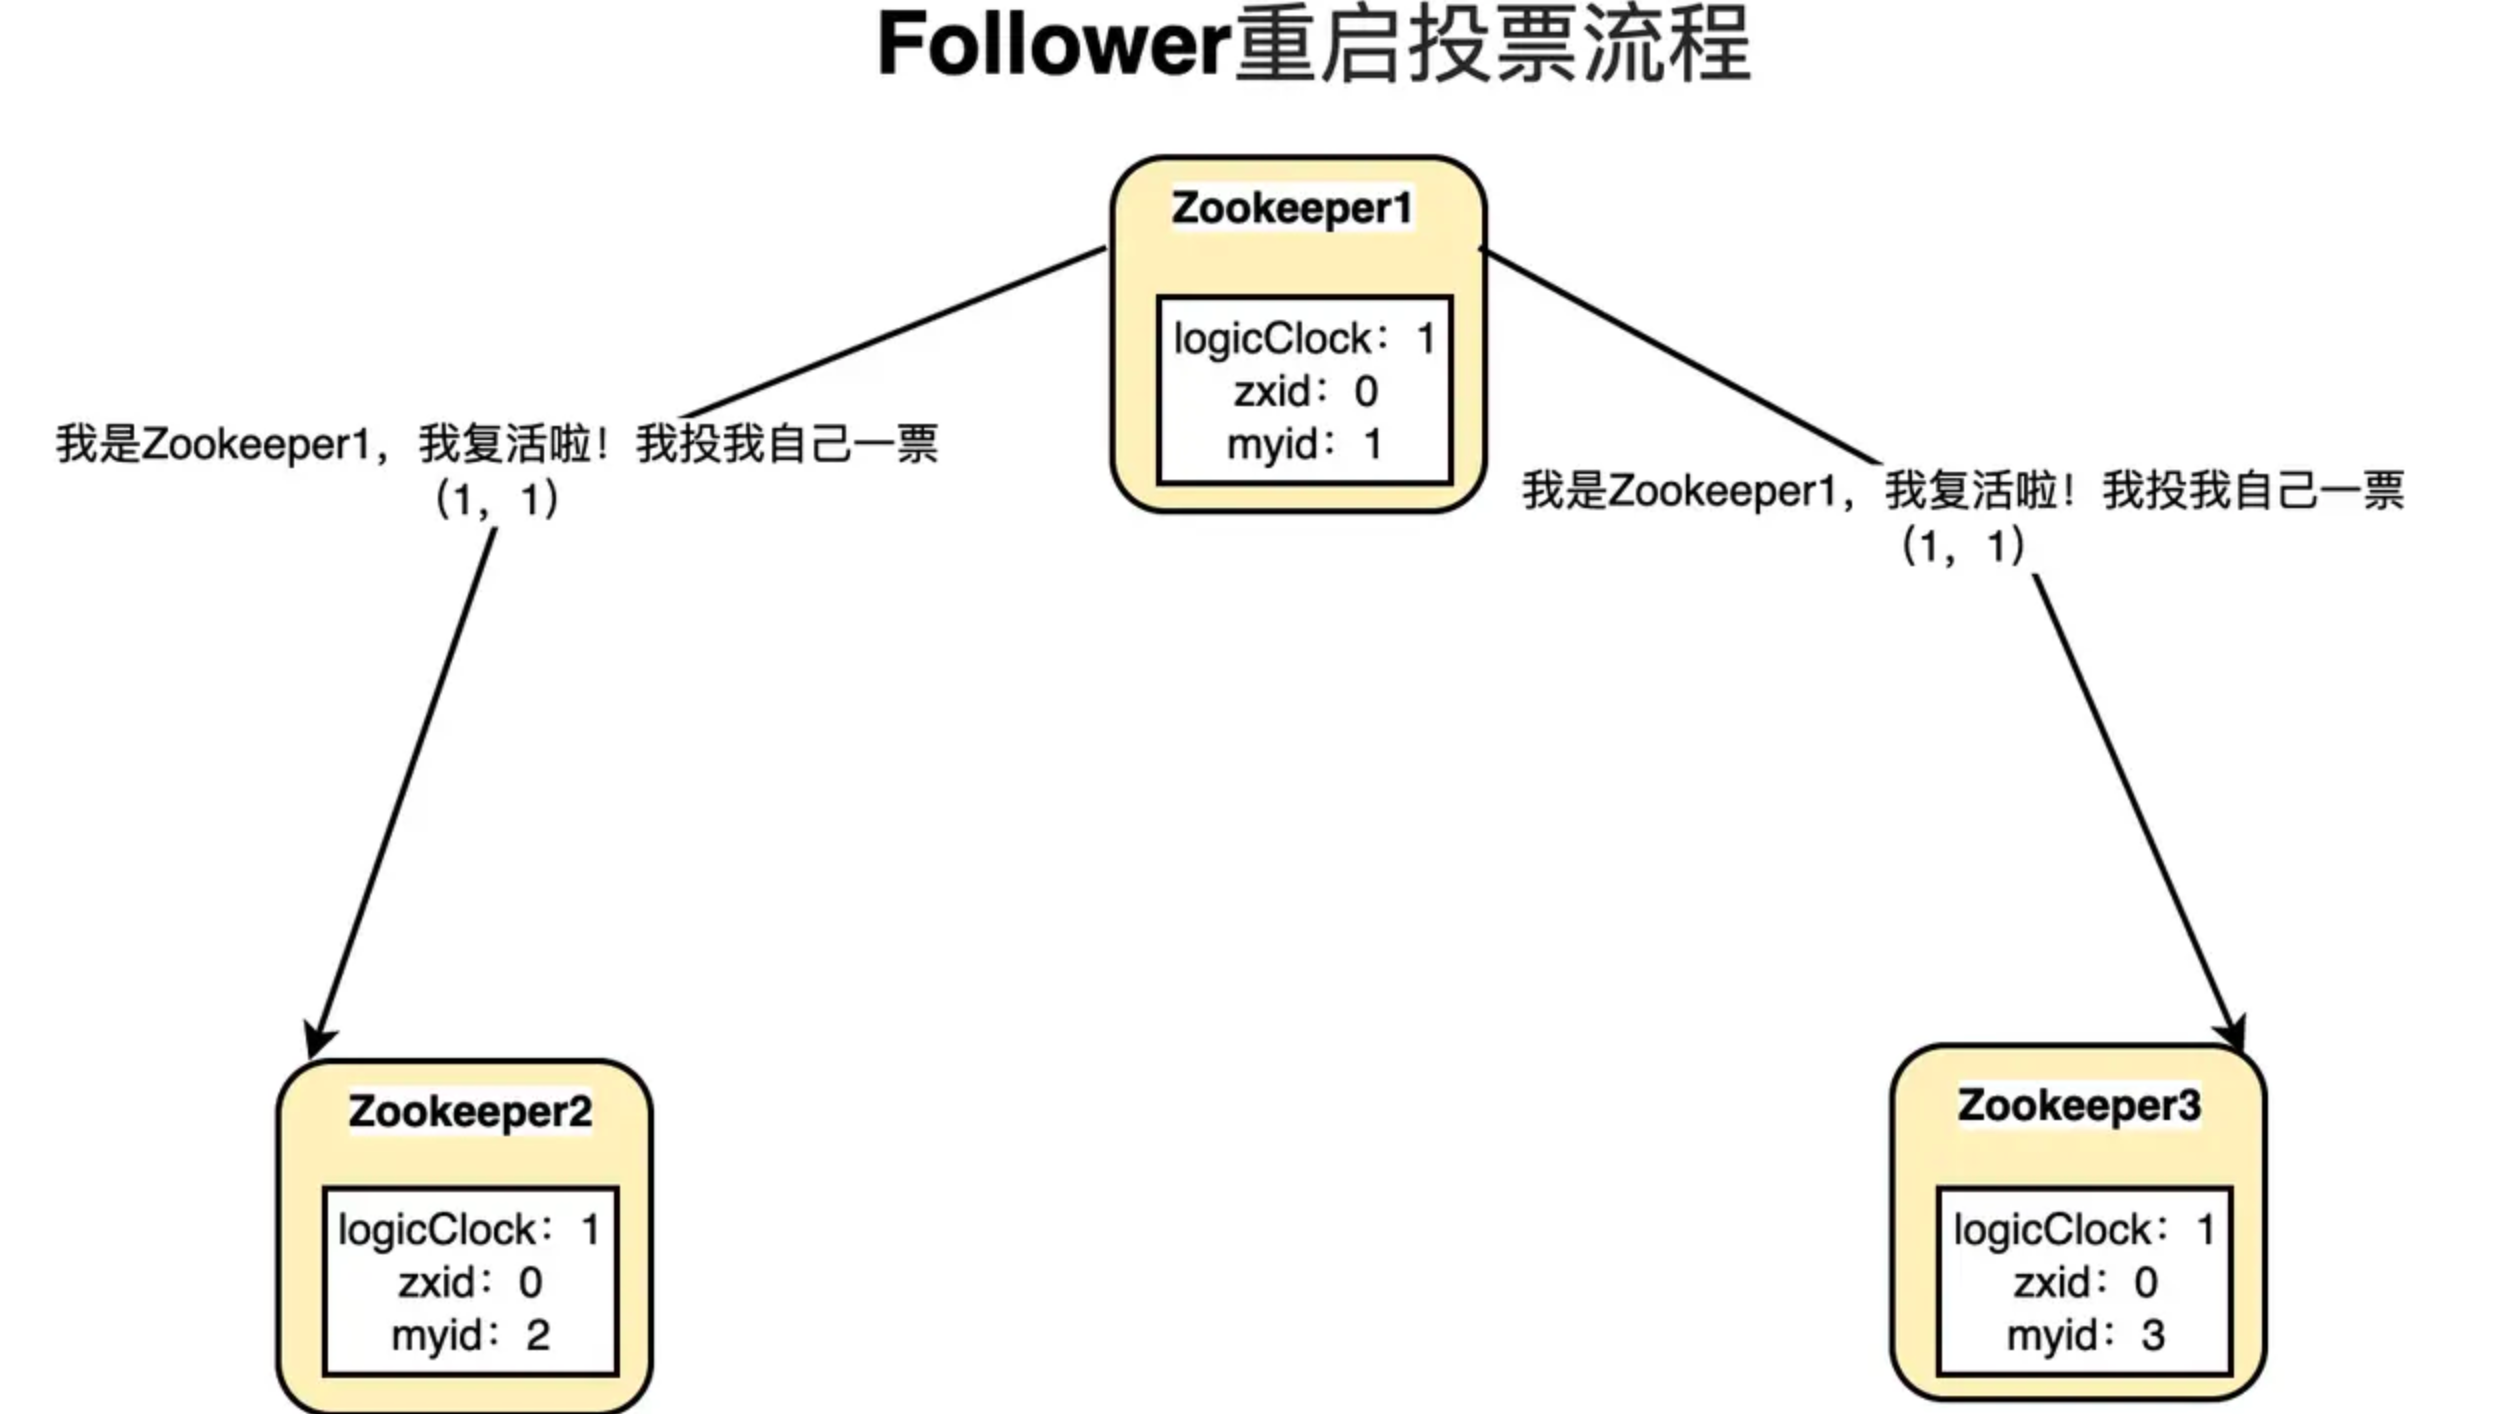 Follower重启投票流程
Zookeeper1
logicClock：1
zxid：0
myid：1
我是Zookeeper1，我复活啦！我投我自己一票
（1，1）
我是Zookeeper1，我复活啦！我投我自己一票
（1，1）
Zookeeper2
logicClock：1
zxid：0
myid：2
Zookeeper3
logicClock：1
zxid：0
myid：3